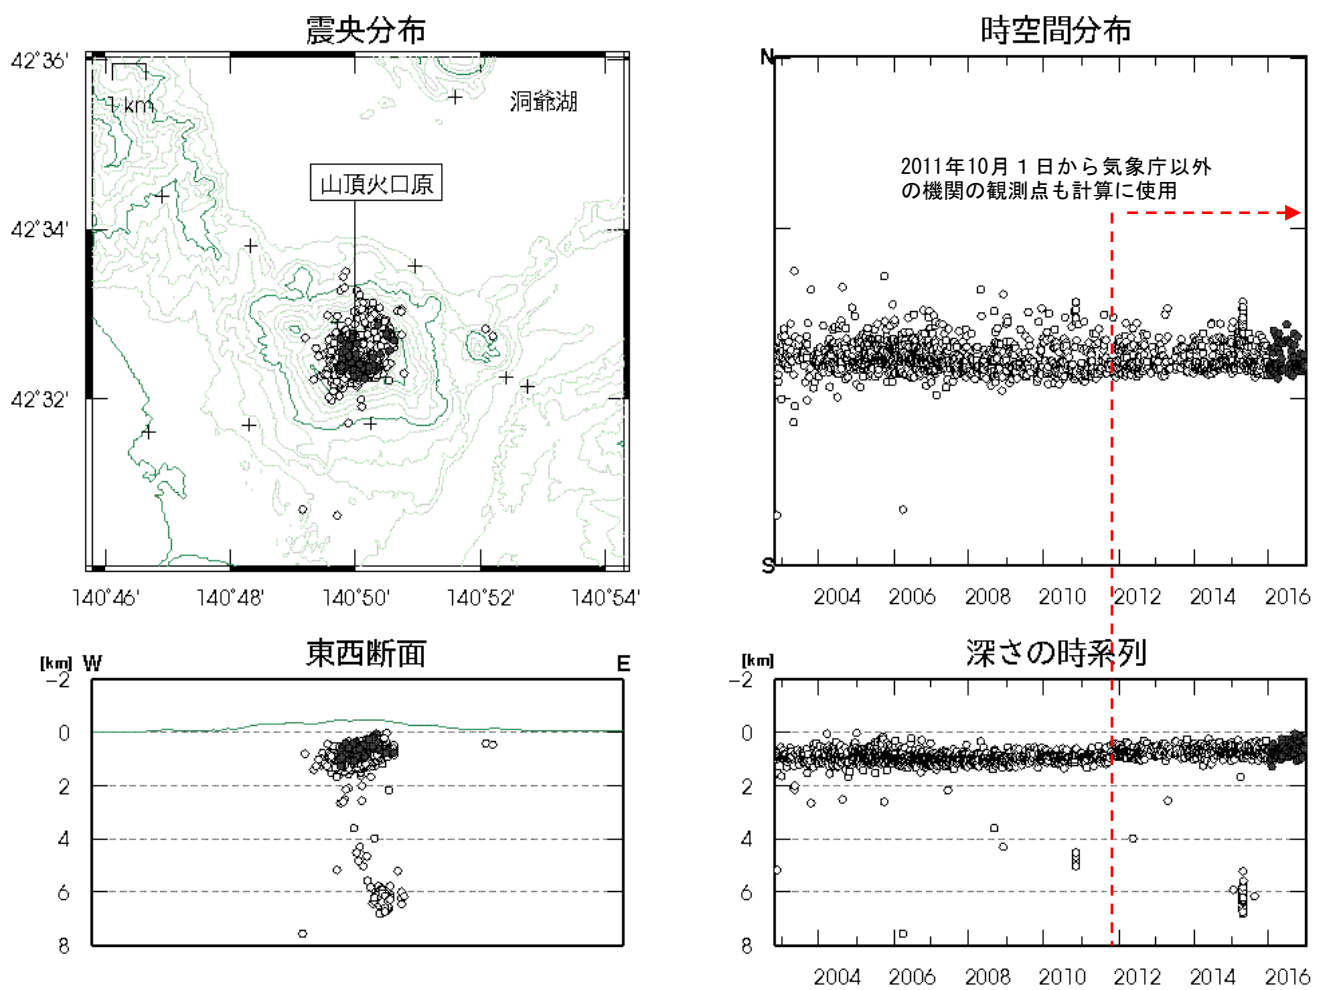 震央分布
42°36'
1 km
洞爺湖
山頂火口原
42°34'
42°32'
140°46' 140°48' 140°50' 140°52' 140°54'
時空間分布
N
2011年10月１日から気象庁以外
の機関の観測点も計算に使用
S
2004 2006 2008 2010 2012 2014 2016
東西断面
[km] W E
-2
0
2
4
6
8
深さの時系列
[km]
-2
0
2
4
6
8
2004 2006 2008 2010 2012 2014 2016